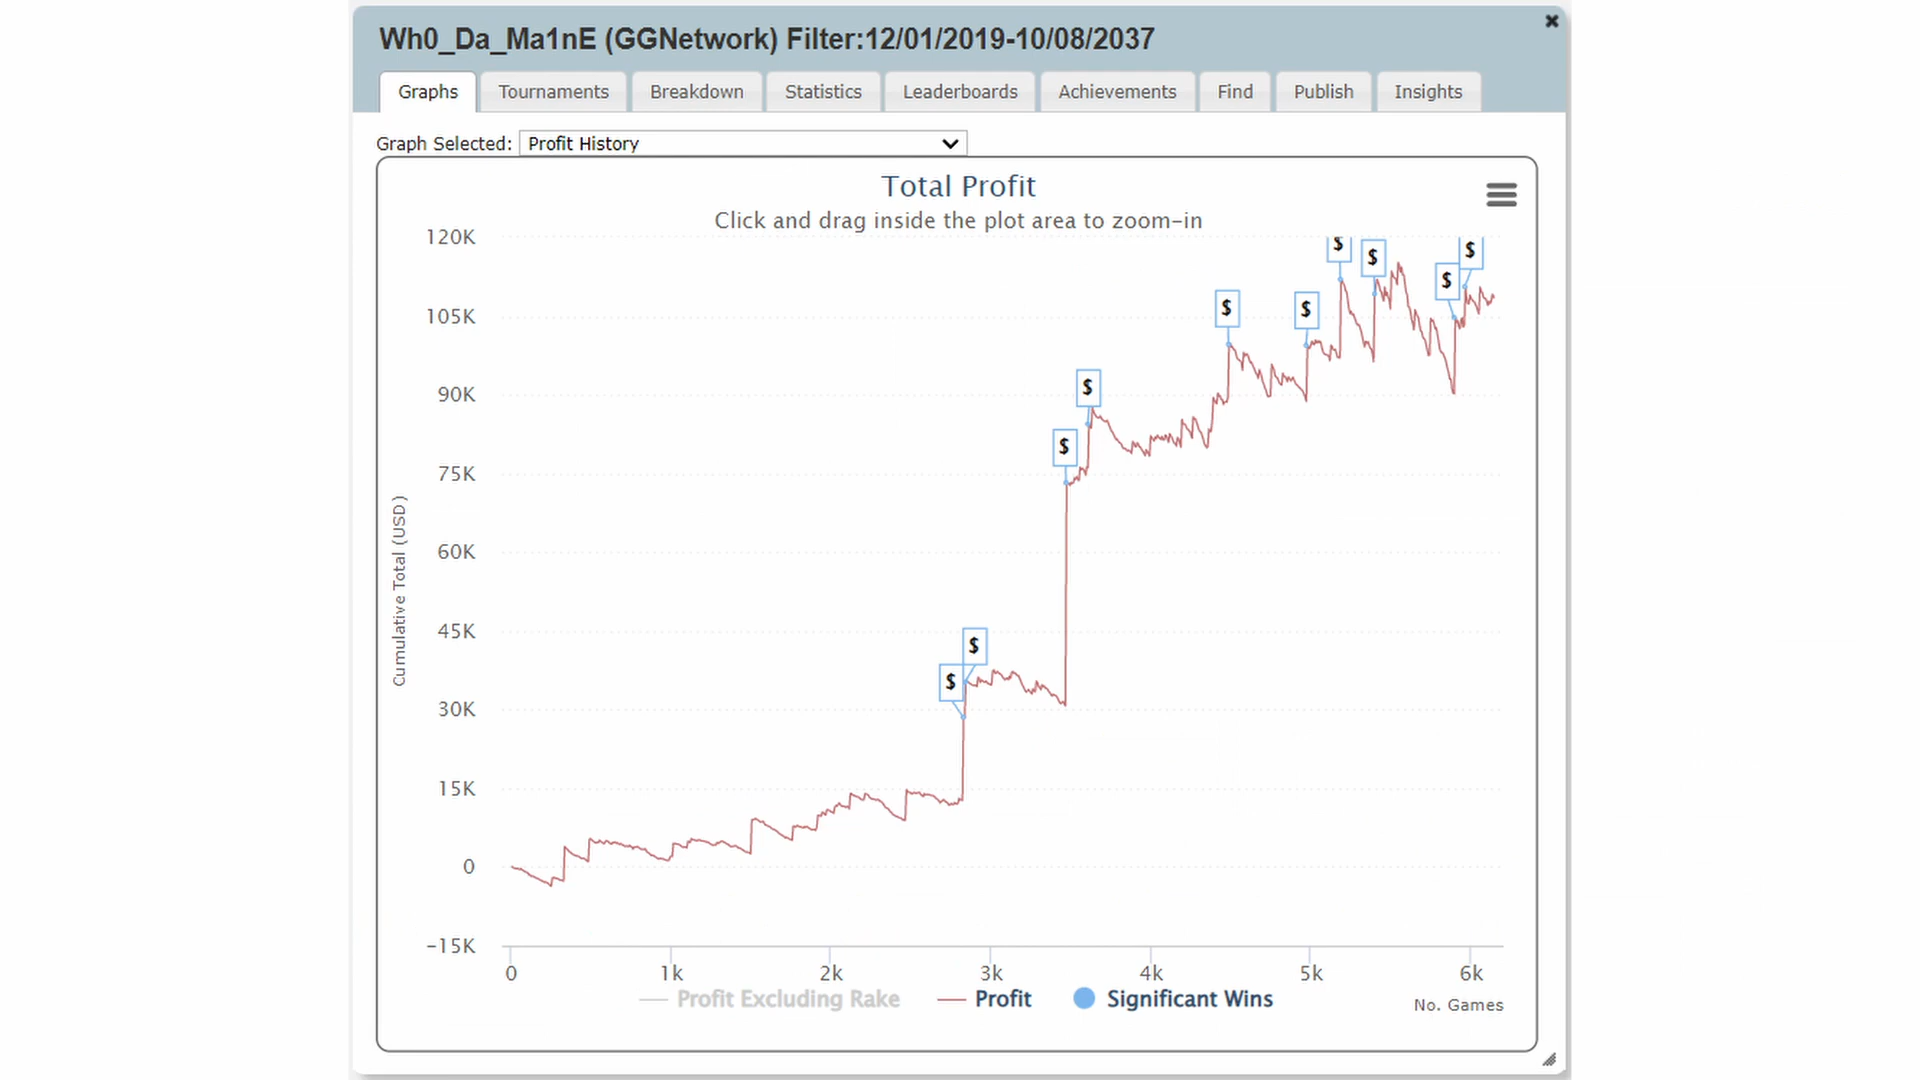 Wh0_Da_Ma1nE (GGNetwork) Filter:12/01/2019-10/08/2037
Graphs Tournaments Breakdown Statistics Leaderboards Achievements Find Publish Insights
Graph Selected: Profit History
Total Profit
Click and drag inside the plot area to zoom-in
120K
105K
90K
75K
60K
45K
30K
15K
0
-15K
Cumulative Total (USD)
$
$
$
$
$
$
$
$
$
$
0 1k 2k 3k 4k 5k 6k
Profit Excluding Rake Profit Significant Wins
No. Games